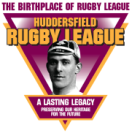 THE BIRTHPLACE OF RUGBY LEAGUE
HUDDERSFIELD
RUGBY LEAGUE
A LASTING LEGACY
PRESERVING OUR HERITAGE
FOR THE FUTURE